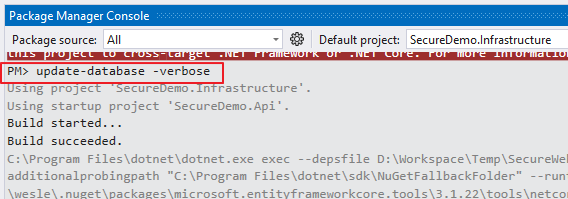 Package Manager Console
Package source: All Default project: SecureDemo.Infrastructure
this project to cross-target .NET Framework or .NET Core. For more information
PM> update-database -verbose
Using project 'SecureDemo.Infrastructure'.
Using startup project 'SecureDemo.Api'.
Build started...
Build succeeded.
C:\Program Files\dotnet\dotnet.exe exec --depsfile D:\Workspace\Temp\SecureWeb
additionalprobingpath "C:\Program Files\dotnet\sdk\NuGetFallbackFolder" --runt
\wesle\.nuget\packages\microsoft.entityframeworkcore.tools\3.1.22\tools\netco